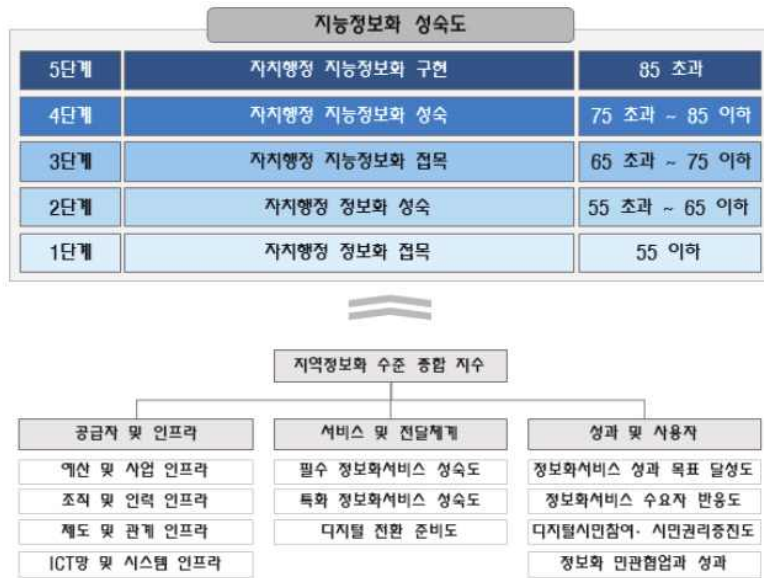 지능정보화 성숙도
5단계 자치행정 지능정보화 구현 85 초과
4단계 자치행정 지능정보화 성숙 75 초과 ~ 85 이하
3단계 자치행정 지능정보화 접목 65 초과 ~ 75 이하
2단계 자치행정 정보화 성숙 55 초과 ~ 65 이하
1단계 자치행정 정보화 접목 55 이하
지역정보화 수준 종합 지수
공급자 및 인프라
예산 및 사업 인프라
조직 및 인력 인프라
제도 및 관계 인프라
ICT망 및 시스템 인프라
서비스 및 전달체계
필수 정보화서비스 성숙도
특화 정보화서비스 성숙도
디지털 전환 준비도
성과 및 사용자
정보화서비스 성과 목표 달성도
정보화서비스 수요자 반응도
디지털시민참여· 시민권리증진도
정보화 민관협업과 성과